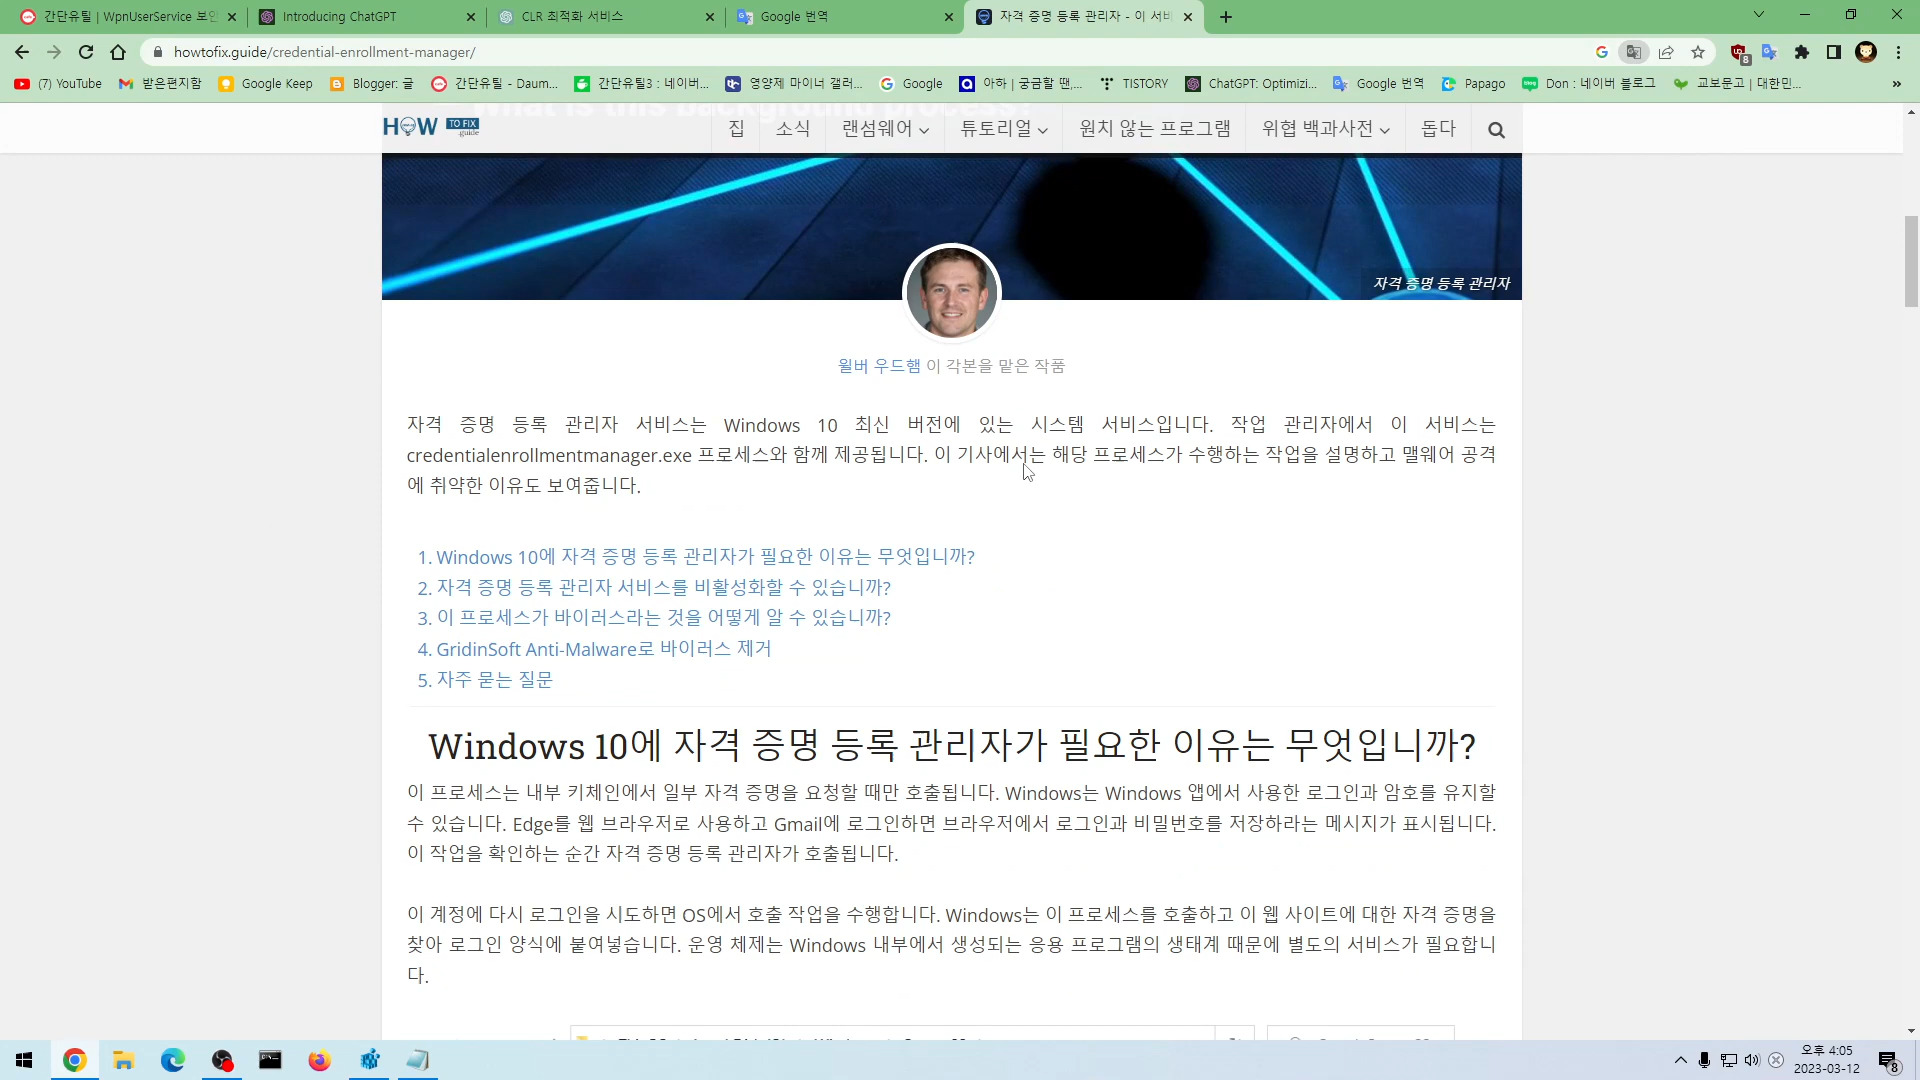 간단유틸 | WpnUserService 보안
Introducing ChatGPT
CLR 최적화 서비스
Google 번역
자격 증명 등록 관리자 - 이 서비
howtofix.guide/credential-enrollment-manager/
(7) YouTube
받은편지함
Google Keep
Blogger: 글
간단유틸 - Daum...
간단유틸3 : 네이버...
영양제 마이너 갤러...
Google
아하 | 궁금할 땐,...
TISTORY
ChatGPT: Optimizi...
Google 번역
Papago
Don : 네이버 블로그
교보문고 | 대한민...
»
What is this background process?
HOW TO FIX .guide
집
소식
랜섬웨어
튜토리얼
원치 않는 프로그램
위협 백과사전
돕다
자격 증명 등록 관리자
윌버 우드햄 이 각본을 맡은 작품
자격 증명 등록 관리자 서비스는 Windows 10 최신 버전에 있는 시스템 서비스입니다. 작업 관리자에서 이 서비스는
credentialenrollmentmanager.exe 프로세스와 함께 제공됩니다. 이 기사에서는 해당 프로세스가 수행하는 작업을 설명하고 맬웨어 공격
에 취약한 이유도 보여줍니다.
1. Windows 10에 자격 증명 등록 관리자가 필요한 이유는 무엇입니까?
2. 자격 증명 등록 관리자 서비스를 비활성화할 수 있습니까?
3. 이 프로세스가 바이러스라는 것을 어떻게 알 수 있습니까?
4. GridinSoft Anti-Malware로 바이러스 제거
5. 자주 묻는 질문
Windows 10에 자격 증명 등록 관리자가 필요한 이유는 무엇입니까?
이 프로세스는 내부 키체인에서 일부 자격 증명을 요청할 때만 호출됩니다. Windows는 Windows 앱에서 사용한 로그인과 암호를 유지할
수 있습니다. Edge를 웹 브라우저로 사용하고 Gmail에 로그인하면 브라우저에서 로그인과 비밀번호를 저장하라는 메시지가 표시됩니다.
이 작업을 확인하는 순간 자격 증명 등록 관리자가 호출됩니다.
이 계정에 다시 로그인을 시도하면 OS에서 호출 작업을 수행합니다. Windows는 이 프로세스를 호출하고 이 웹 사이트에 대한 자격 증명을
찾아 로그인 양식에 붙여넣습니다. 운영 체제는 Windows 내부에서 생성되는 응용 프로그램의 생태계 때문에 별도의 서비스가 필요합니
다.
오후 4:05
2023-03-12
8
8